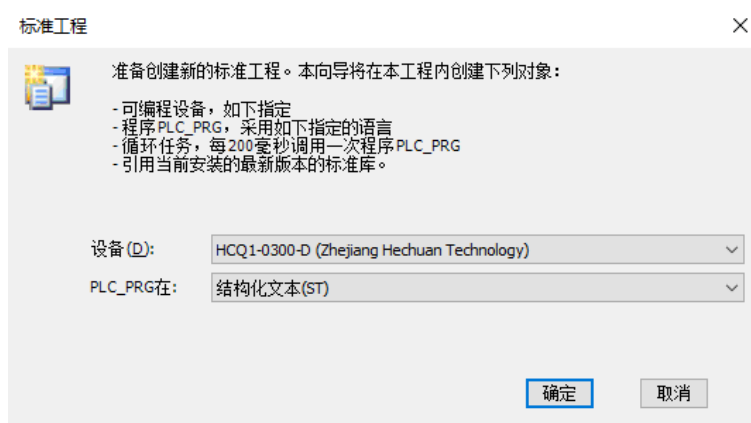 标准工程
准备创建新的标准工程。本向导将在本工程内创建下列对象：
- 可编程设备，如下指定
- 程序PLC_PRG，采用如下指定的语言
- 循环任务，每200毫秒调用一次程序PLC_PRG
- 引用当前安装的最新版本的标准库。
设备(D): HCQ1-0300-D (Zhejiang Hechuan Technology)
PLC_PRG在: 结构化文本(ST)
确定 取消